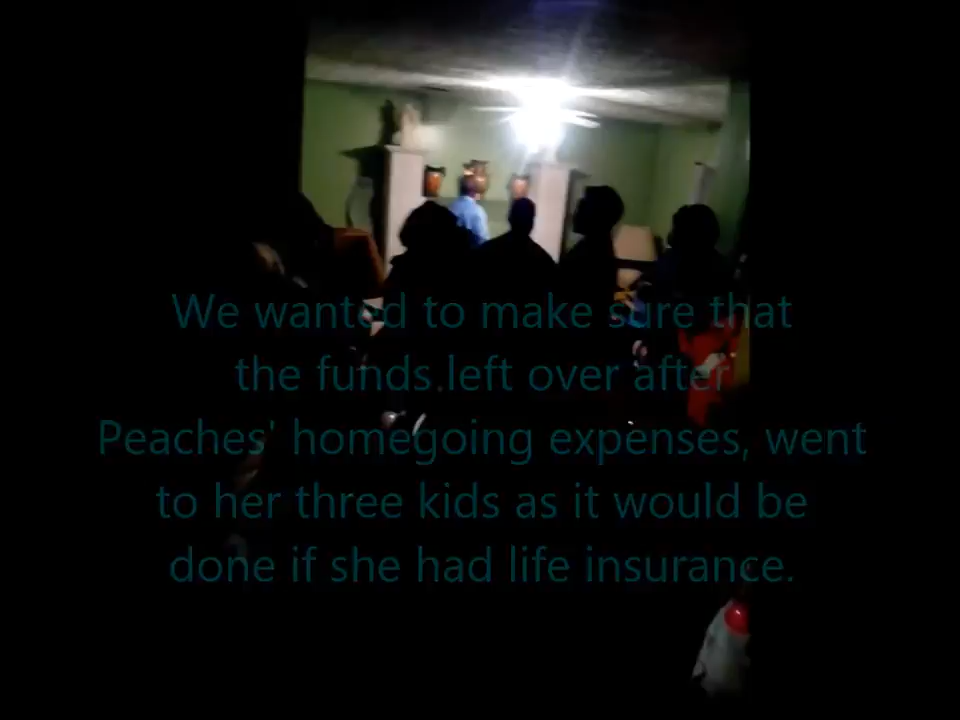 We wanted to make sure that
the funds.left over after
Peaches' homegoing expenses, went
to her three kids as it would be
done if she had life insurance.